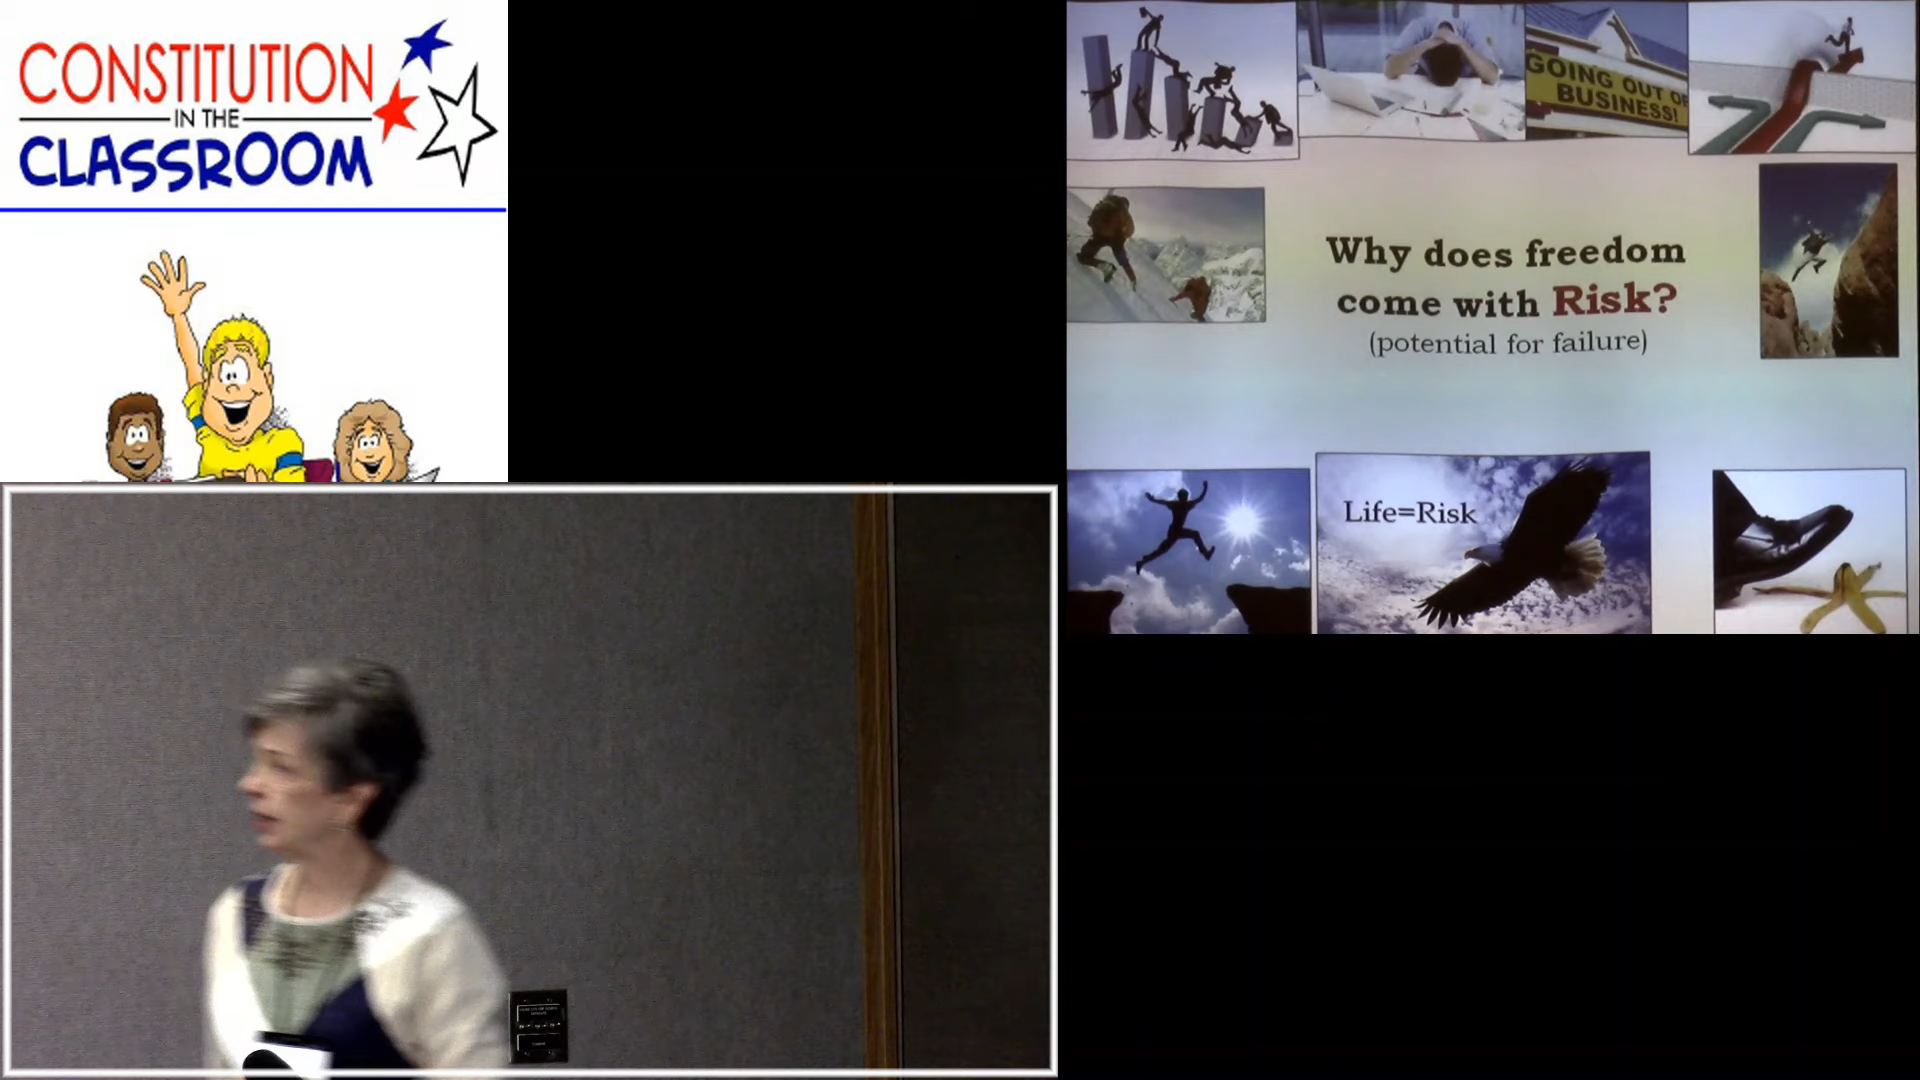 CONSTITUTION
IN THE
CLASSROOM
GOING OUT OF
BUSINESS!
Why does freedom
come with Risk?
(potential for failure)
Life=Risk